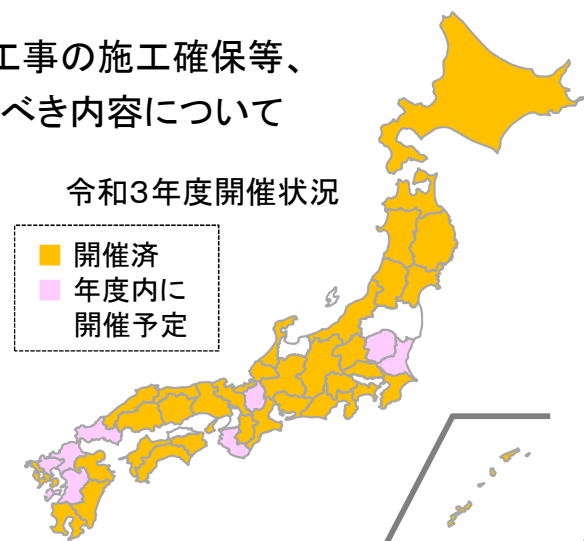 工事の施工確保等、
べき内容について
令和3年度開催状況
開催済
年度内に
開催予定